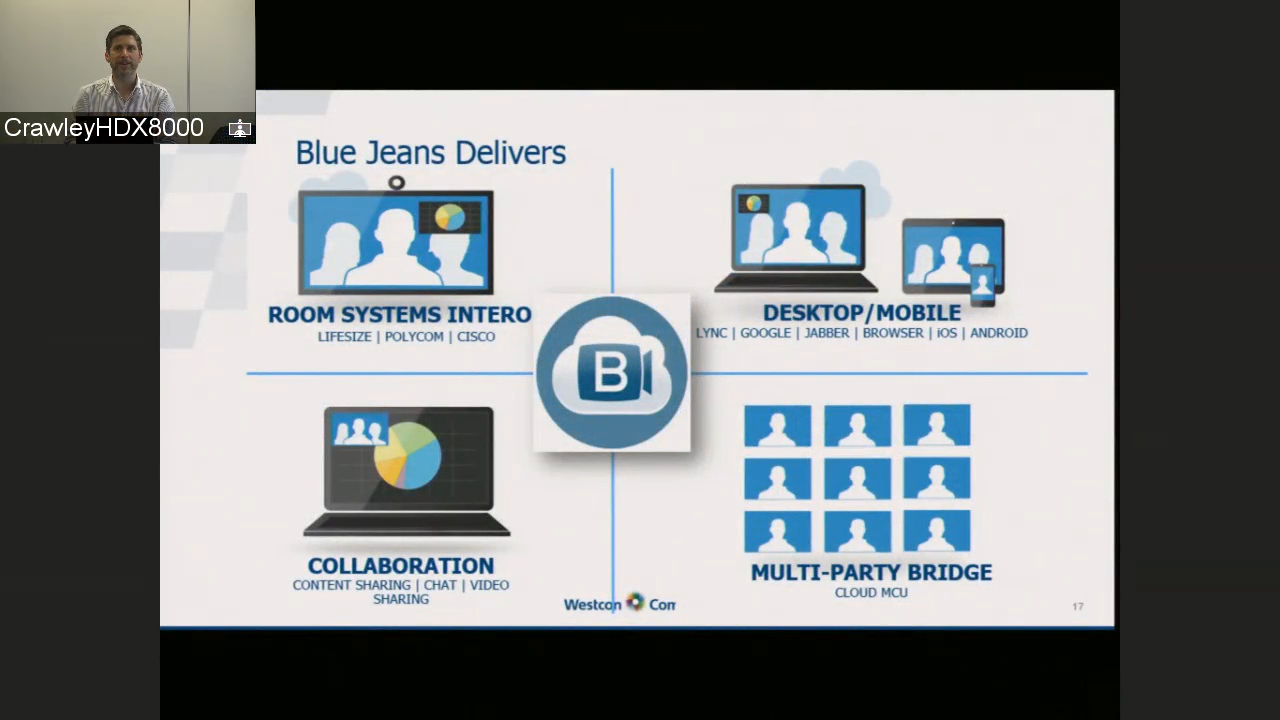 CrawleyHDX8000
Blue Jeans Delivers
ROOM SYSTEMS INTERO
LIFESIZE | POLYCOM | CISCO
DESKTOP/MOBILE
LYNC | GOOGLE | JABBER | BROWSER | iOS | ANDROID
B
COLLABORATION
CONTENT SHARING | CHAT | VIDEO
SHARING
MULTI-PARTY BRIDGE
CLOUD MCU
Westcon Com
17